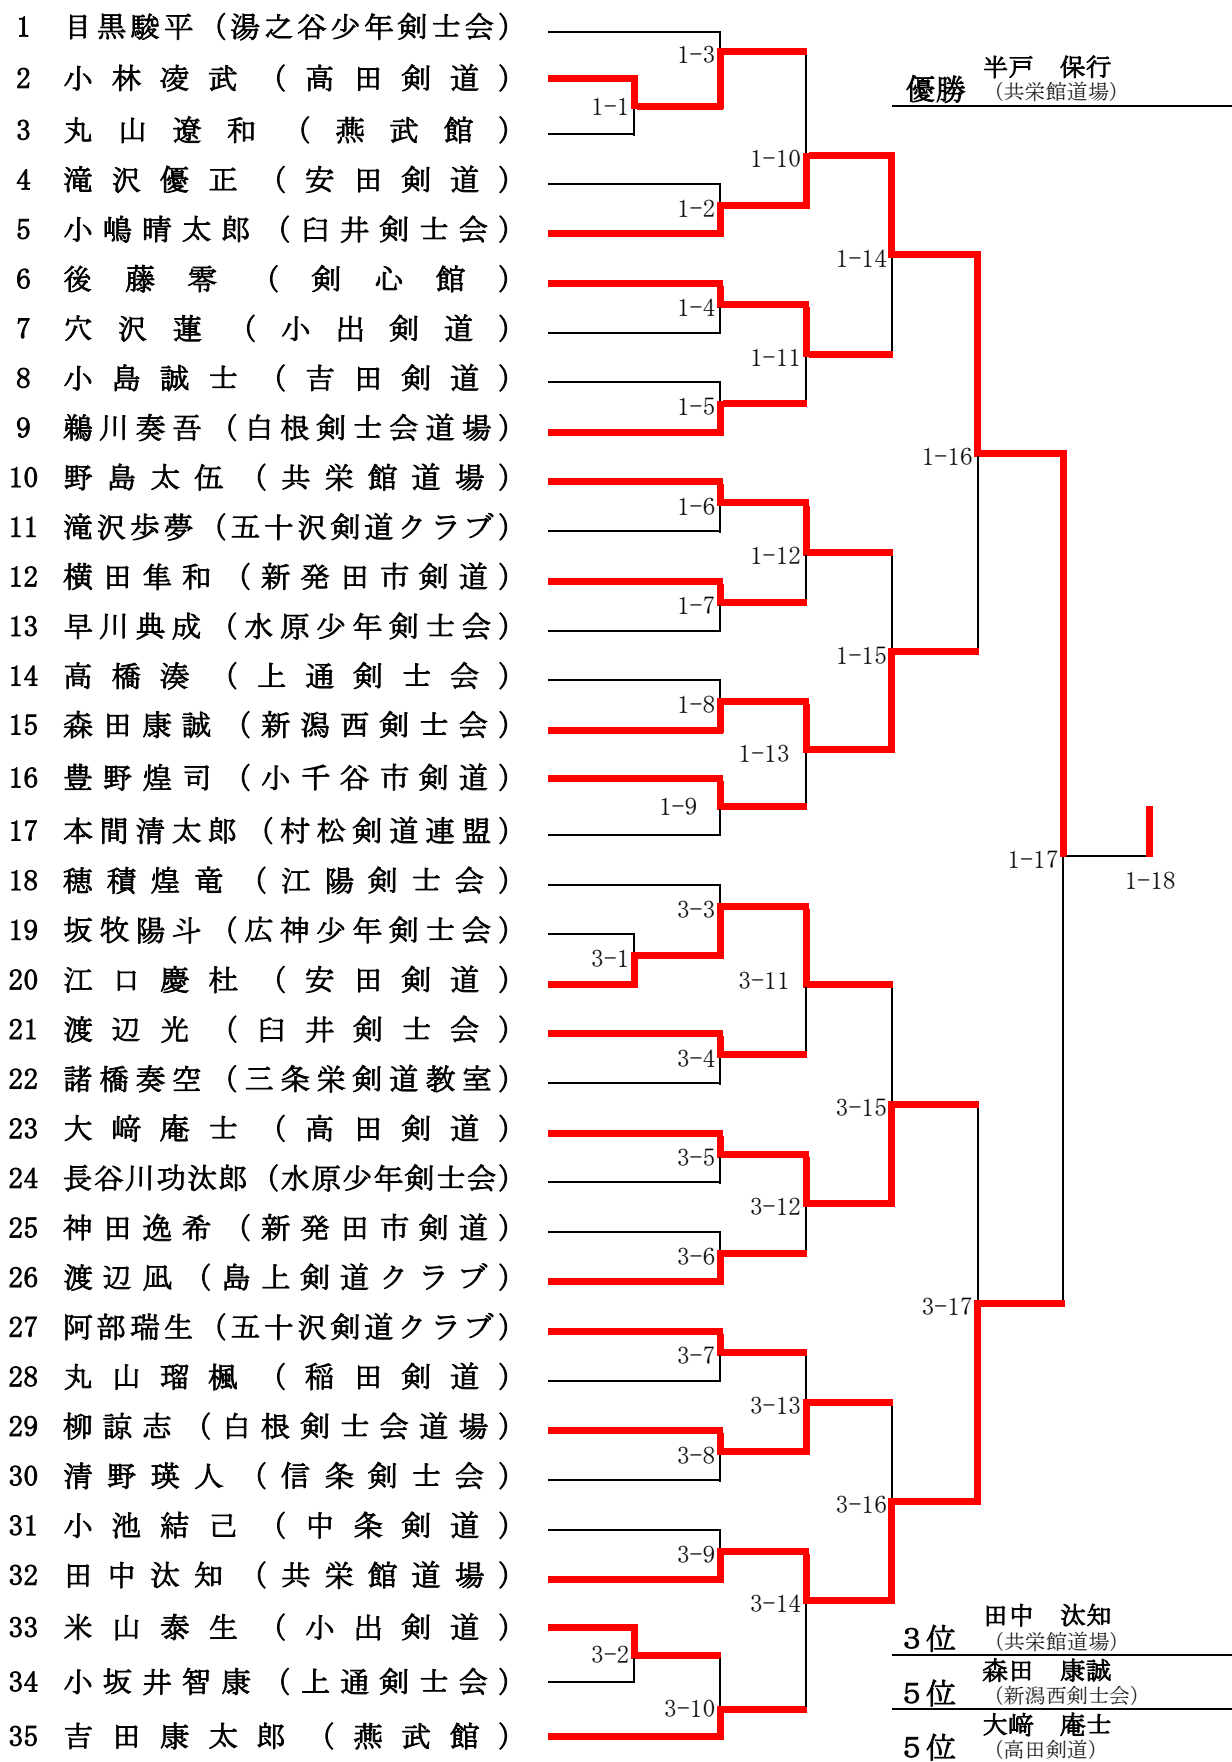 1 目黒駿平 (湯之谷少年剣士会)
2 小林凌武 (高田剣道)
3 丸山遼和 (燕武館)
4 滝沢優正 (安田剣道)
5 小嶋晴太郎 (臼井剣士会)
6 後藤零 (剣心館)
7 穴沢蓮 (小出剣道)
8 小島誠士 (吉田剣道)
9 鵜川奏吾 (白根剣士会道場)
10 野島太伍 (共栄館道場)
11 滝沢歩夢 (五十沢剣道クラブ)
12 横田隼和 (新発田市剣道)
13 早川典成 (水原少年剣士会)
14 高橋湊 (上通剣士会)
15 森田康誠 (新潟西剣士会)
16 豊野煌司 (小千谷市剣道)
17 本間清太郎 (村松剣道連盟)
18 穂積煌竜 (江陽剣士会)
19 坂牧陽斗 (広神少年剣士会)
20 江口慶杜 (安田剣道)
21 渡辺光 (臼井剣士会)
22 諸橋奏空 (三条栄剣道教室)
23 大﨑庵士 (高田剣道)
24 長谷川功汰郎 (水原少年剣士会)
25 神田逸希 (新発田市剣道)
26 渡辺凪 (島上剣道クラブ)
27 阿部瑞生 (五十沢剣道クラブ)
28 丸山瑠楓 (稲田剣道)
29 柳諒志 (白根剣士会道場)
30 清野瑛人 (信条剣士会)
31 小池結己 (中条剣道)
32 田中汰知 (共栄館道場)
33 米山泰生 (小出剣道)
34 小坂井智康 (上通剣士会)
35 吉田康太郎 (燕武館)
1-3
1-1
1-2
1-4
1-5
1-6
1-7
1-8
1-9
3-3
3-1
3-4
3-5
3-6
3-7
3-8
3-9
3-2
3-10
1-10
1-11
1-12
1-13
3-11
3-12
3-13
3-14
1-14
1-15
3-15
3-16
1-16
3-17
1-17
1-18
優勝 半戸 保行
(共栄館道場)
3位 田中 汰知
(共栄館道場)
5位 森田 康誠
(新潟西剣士会)
5位 大﨑 庵士
(高田剣道)